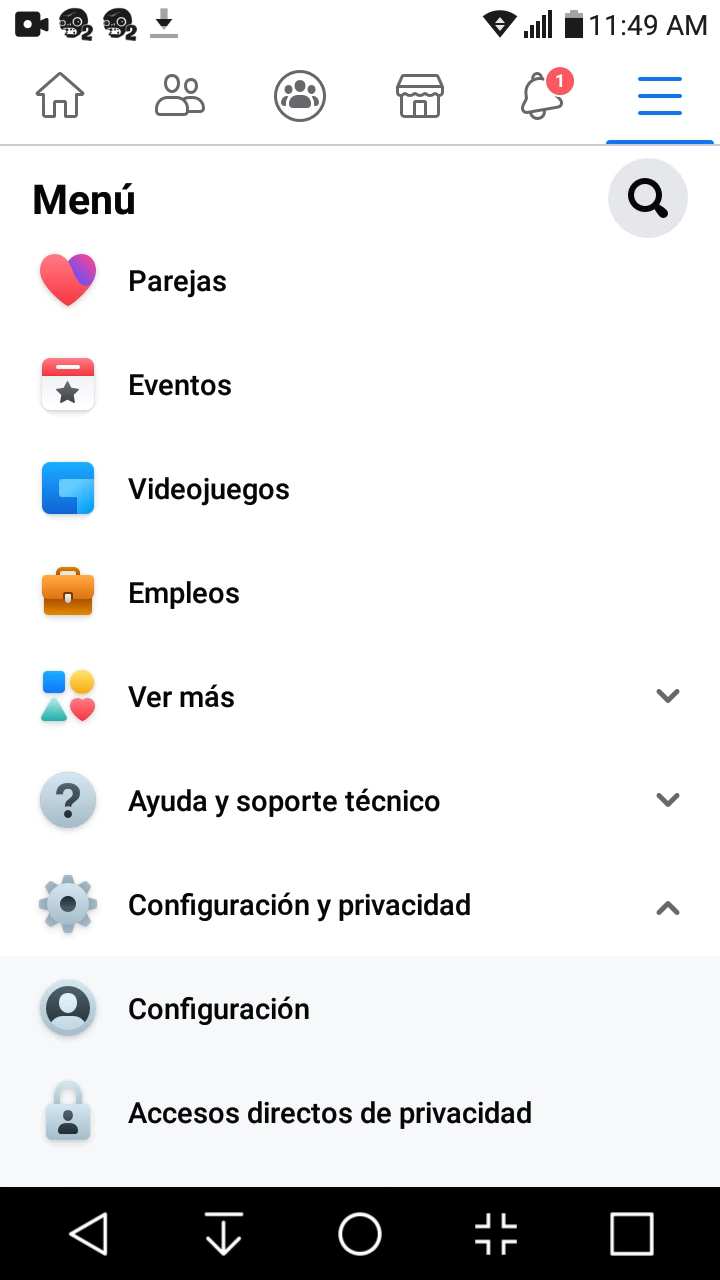 11:49 AM
1
Menú
Parejas
Eventos
Videojuegos
Empleos
Ver más
Ayuda y soporte técnico
Configuración y privacidad
Configuración
Accesos directos de privacidad